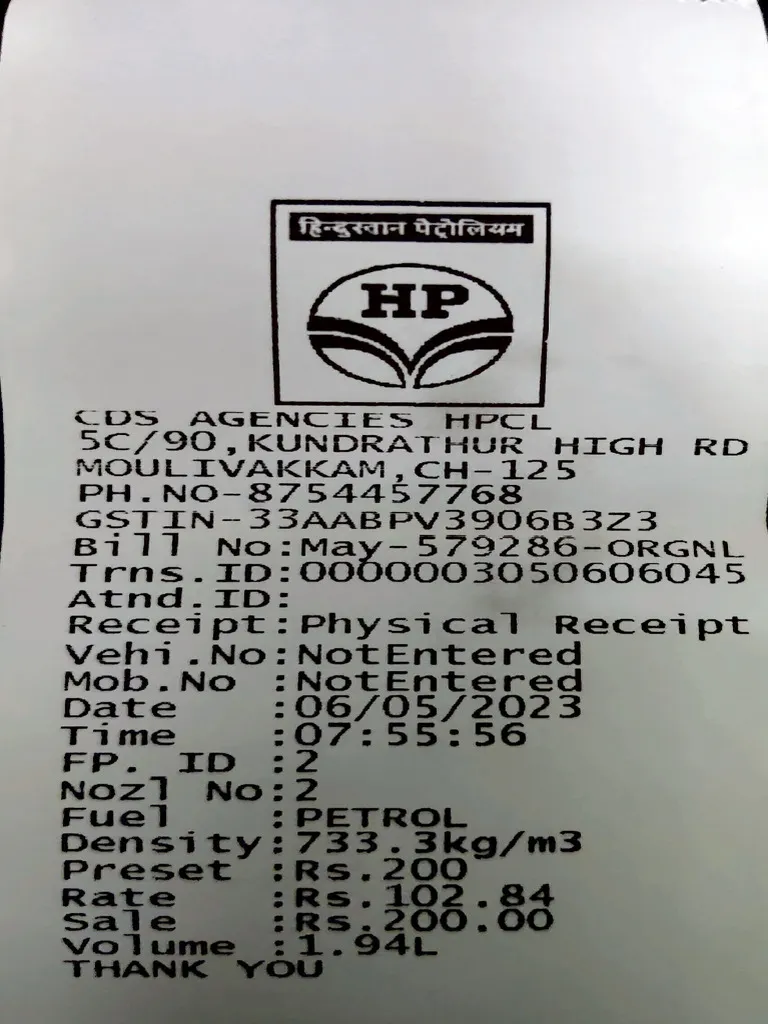 हिन्दुस्तान पेट्रोलियम
HP
CDS AGENCIES HPCL
5C/90,KUNDRATHUR HIGH RD
MOULIVAKKAM,CH-125
PH.NO-8754457768
GSTIN-33AABPV3906B3Z3
Bill No:May-579286-ORGNL
Trns.ID:0000003050606045
Atnd.ID:
Receipt:Physical Receipt
Vehi.No:NotEntered
Mob.No :NotEntered
Date :06/05/2023
Time :07:55:56
FP. ID :2
Nozl No:2
Fuel :PETROL
Density:733.3kg/m3
Preset :Rs.200
Rate :Rs.102.84
Sale :Rs.200.00
Volume :1.94L
THANK YOU